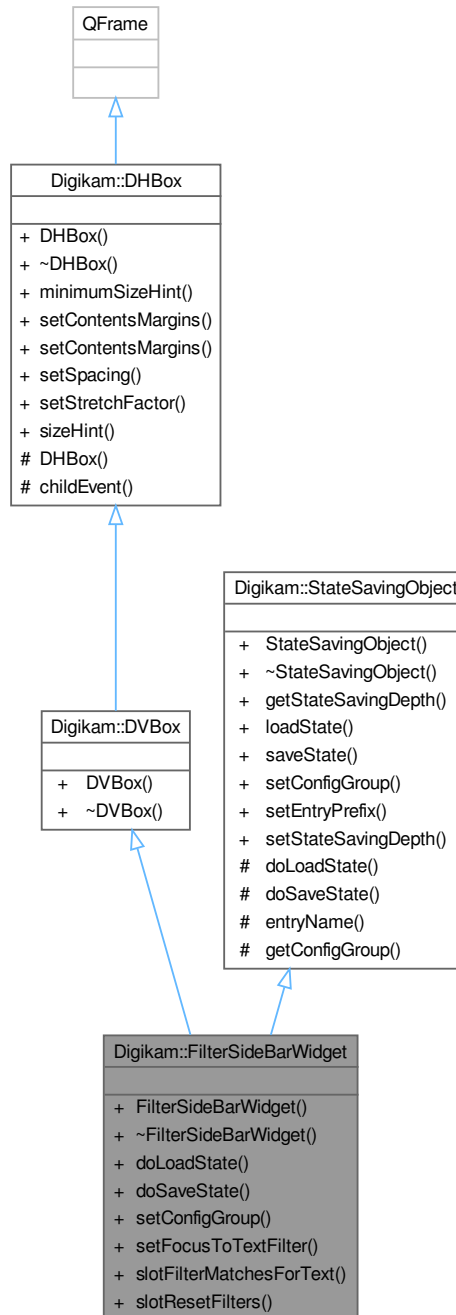 QFrame
Digikam::DHBox
+ DHBox()
+ ~DHBox()
+ minimumSizeHint()
+ setContentsMargins()
+ setContentsMargins()
+ setSpacing()
+ setStretchFactor()
+ sizeHint()
# DHBox()
# childEvent()
Digikam::StateSavingObject
+ StateSavingObject()
+ ~StateSavingObject()
+ getStateSavingDepth()
+ loadState()
+ saveState()
+ setConfigGroup()
+ setEntryPrefix()
+ setStateSavingDepth()
# doLoadState()
# doSaveState()
# entryName()
# getConfigGroup()
Digikam::DVBox
+ DVBox()
+ ~DVBox()
Digikam::FilterSideBarWidget
+ FilterSideBarWidget()
+ ~FilterSideBarWidget()
+ doLoadState()
+ doSaveState()
+ setConfigGroup()
+ setFocusToTextFilter()
+ slotFilterMatchesForText()
+ slotResetFilters()